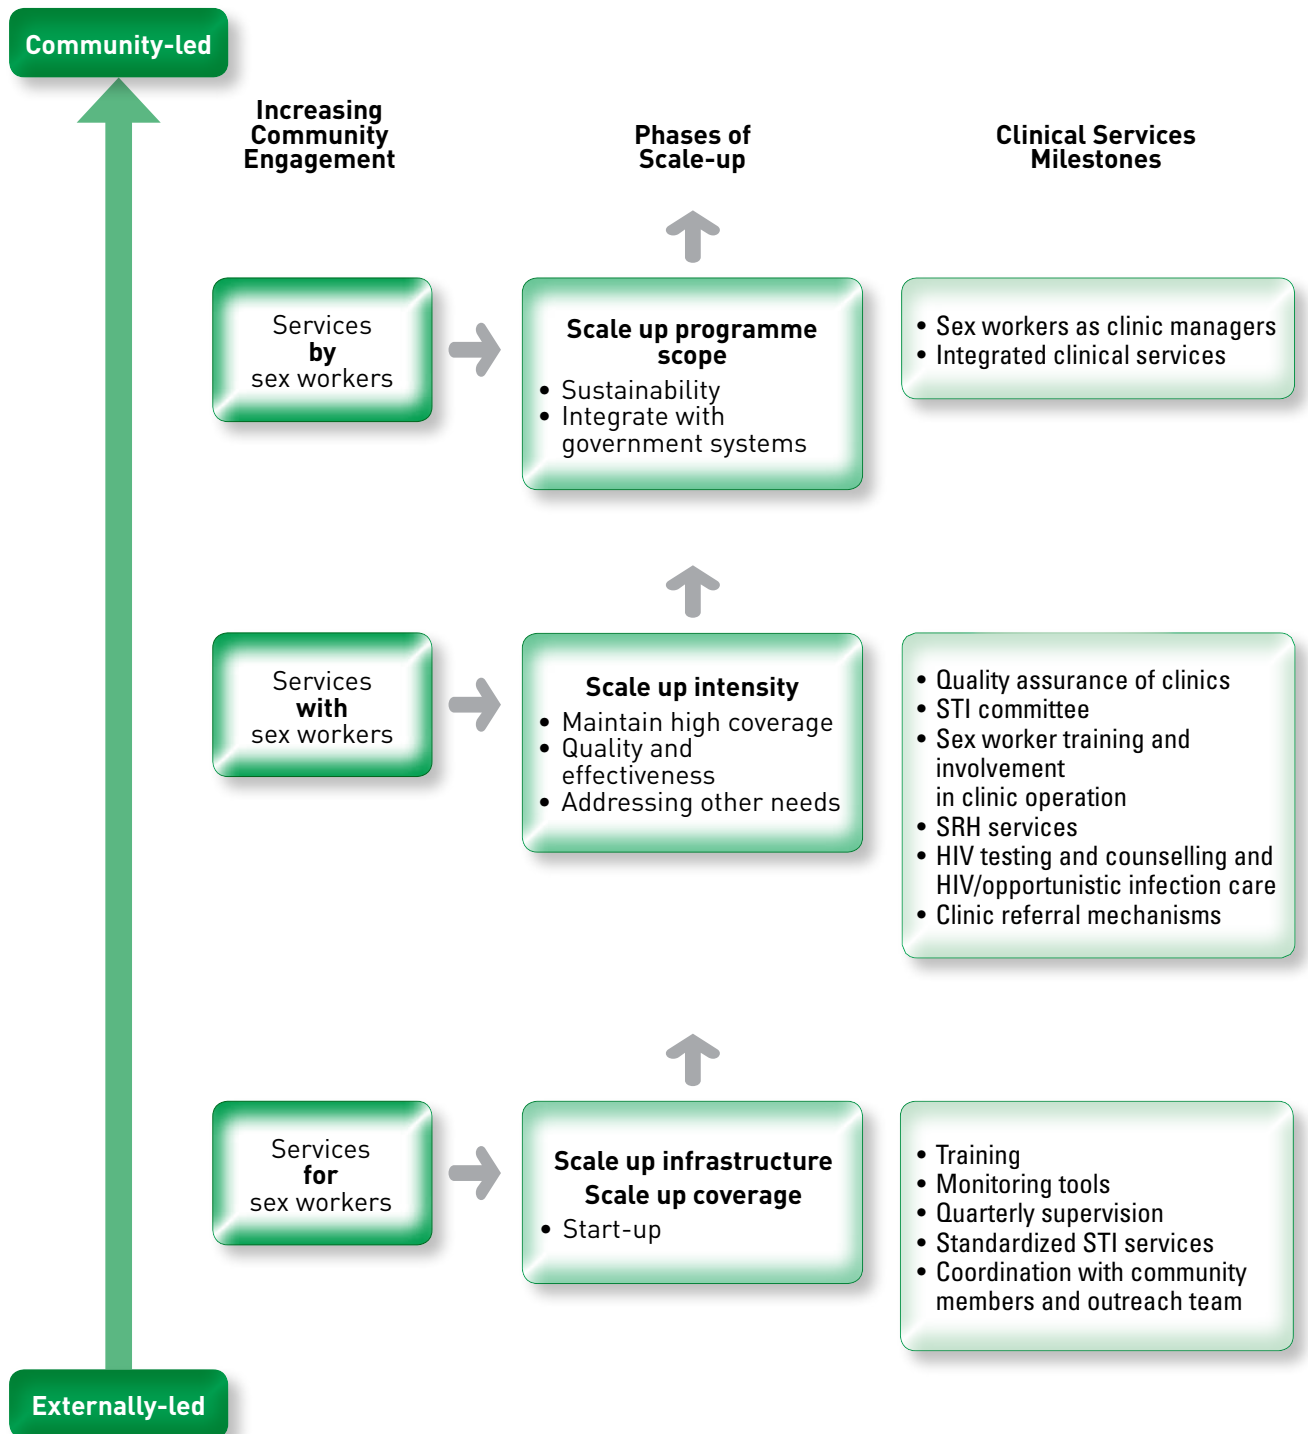 Community-led
Increasing
Community
Engagement
Phases of
Scale-up
Clinical Services
Milestones
Services
by
sex workers
Scale up programme
scope
• Sustainability
• Integrate with
government systems
• Sex workers as clinic managers
• Integrated clinical services
Services
with
sex workers
Scale up intensity
• Maintain high coverage
• Quality and
effectiveness
• Addressing other needs
• Quality assurance of clinics
• STI committee
• Sex worker training and
involvement
in clinic operation
• SRH services
• HIV testing and counselling and
HIV/opportunistic infection care
• Clinic referral mechanisms
Services
for
sex workers
Scale up infrastructure
Scale up coverage
• Start-up
• Training
• Monitoring tools
• Quarterly supervision
• Standardized STI services
• Coordination with community
members and outreach team
Externally-led